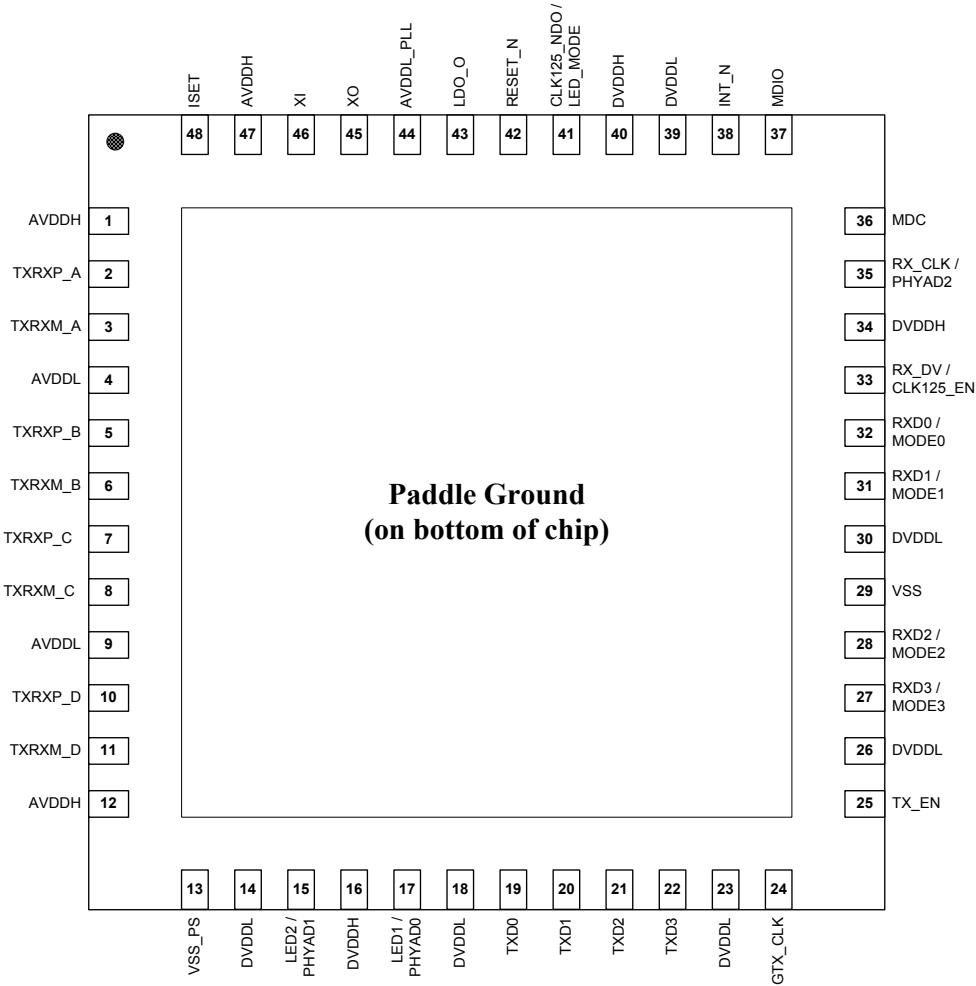 ISET
AVDDH
XI
XO
AVDDL_PLL
LDO_O
RESET_N
CLK125_NDO /
LED_MODE
DVDDH
DVDDL
INT_N
MDIO
48 47 46 45 44 43 42 41 40 39 38 37
AVDDH 1
TXRXP_A 2
TXRXM_A 3
AVDDL 4
TXRXP_B 5
TXRXM_B 6
TXRXP_C 7
TXRXM_C 8
AVDDL 9
TXRXP_D 10
TXRXM_D 11
AVDDH 12
Paddle Ground
(on bottom of chip)
36 MDC
35 RX_CLK /
PHYAD2
34 DVDDH
33 RX_DV /
CLK125_EN
32 RXD0 /
MODE0
31 RXD1 /
MODE1
30 DVDDL
29 VSS
28 RXD2 /
MODE2
27 RXD3 /
MODE3
26 DVDDL
25 TX_EN
13 14 15 16 17 18 19 20 21 22 23 24
VSS_PS
DVDDL
LED2 /
PHYAD1
DVDDH
LED1 /
PHYAD0
DVDDL
TXD0
TXD1
TXD2
TXD3
DVDDL
GTX_CLK